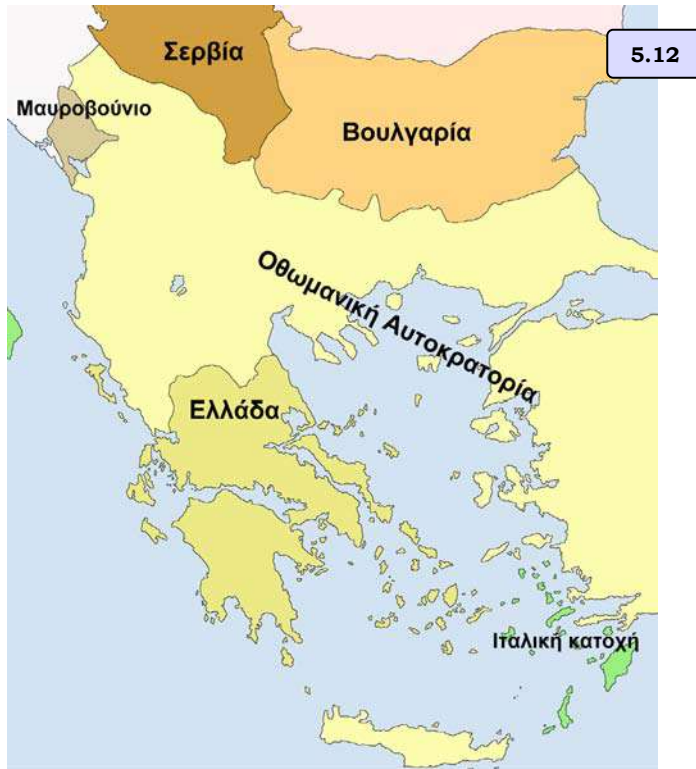 Σερβία
5.12
Μαυροβούνιο
Βουλγαρία
Οθωμανική Αυτοκρατορία
Ελλάδα
Ιταλική κατοχή